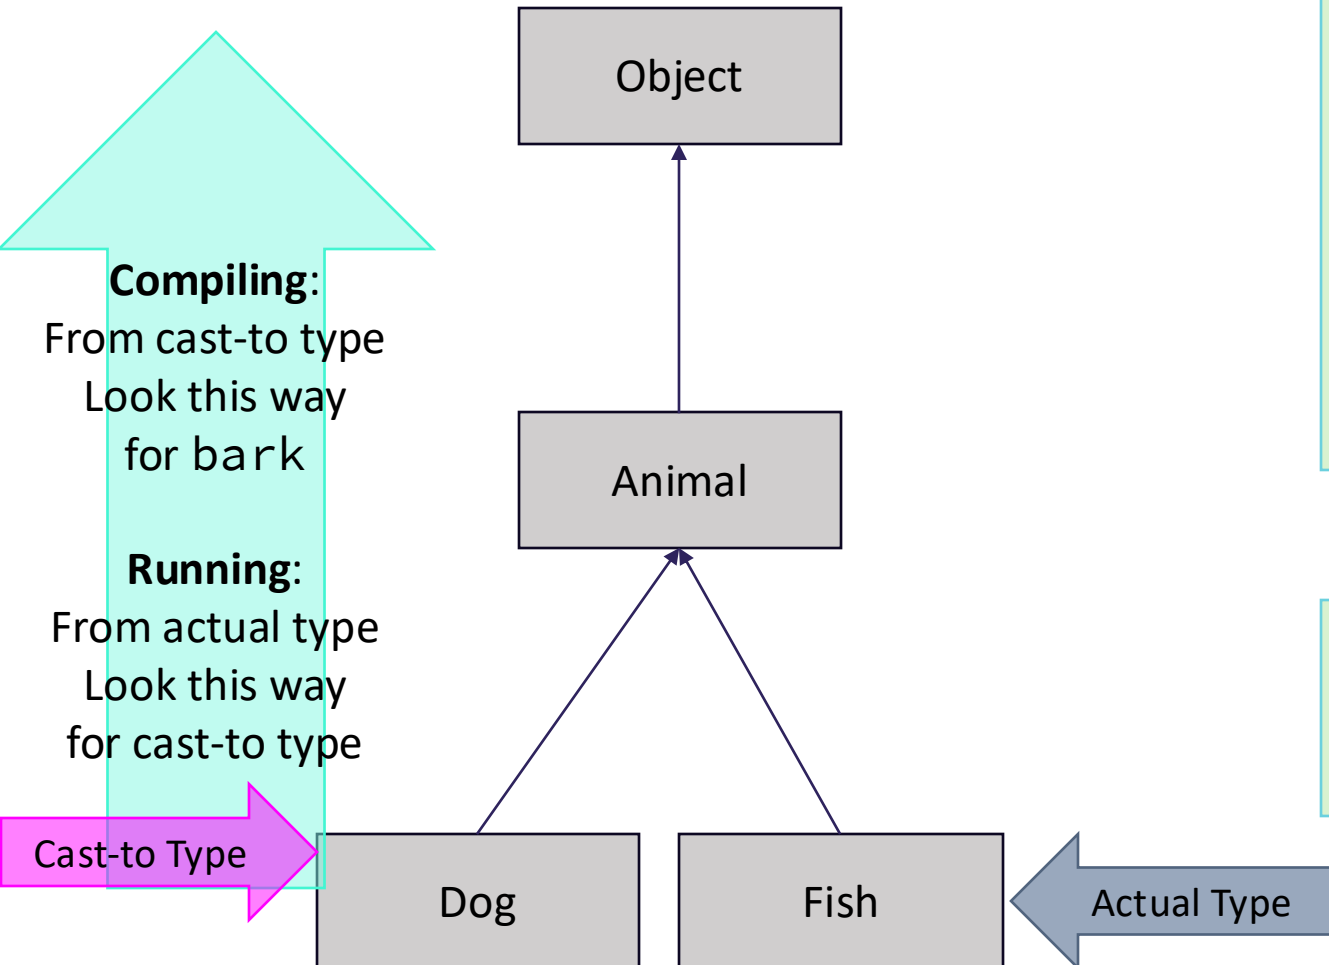 Object
Compiling:
From cast-to type
Look this way
for bark
Animal
Running:
From actual type
Look this way
for cast-to type
Cast-to Type
Dog
Fish
Actual Type